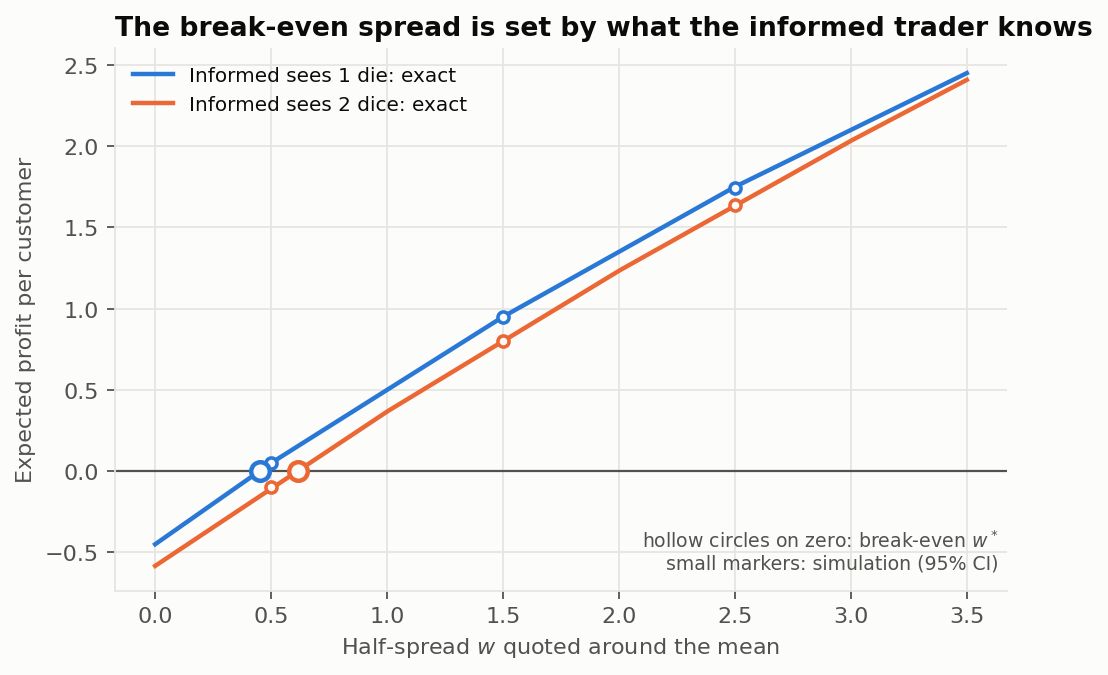 The break-even spread is set by what the informed trader knows
Informed sees 1 die: exact
Informed sees 2 dice: exact
Expected profit per customer
2.5
2.0
1.5
1.0
0.5
0.0
−0.5
hollow circles on zero: break-even w*
small markers: simulation (95% CI)
0.0 0.5 1.0 1.5 2.0 2.5 3.0 3.5
Half-spread w quoted around the mean